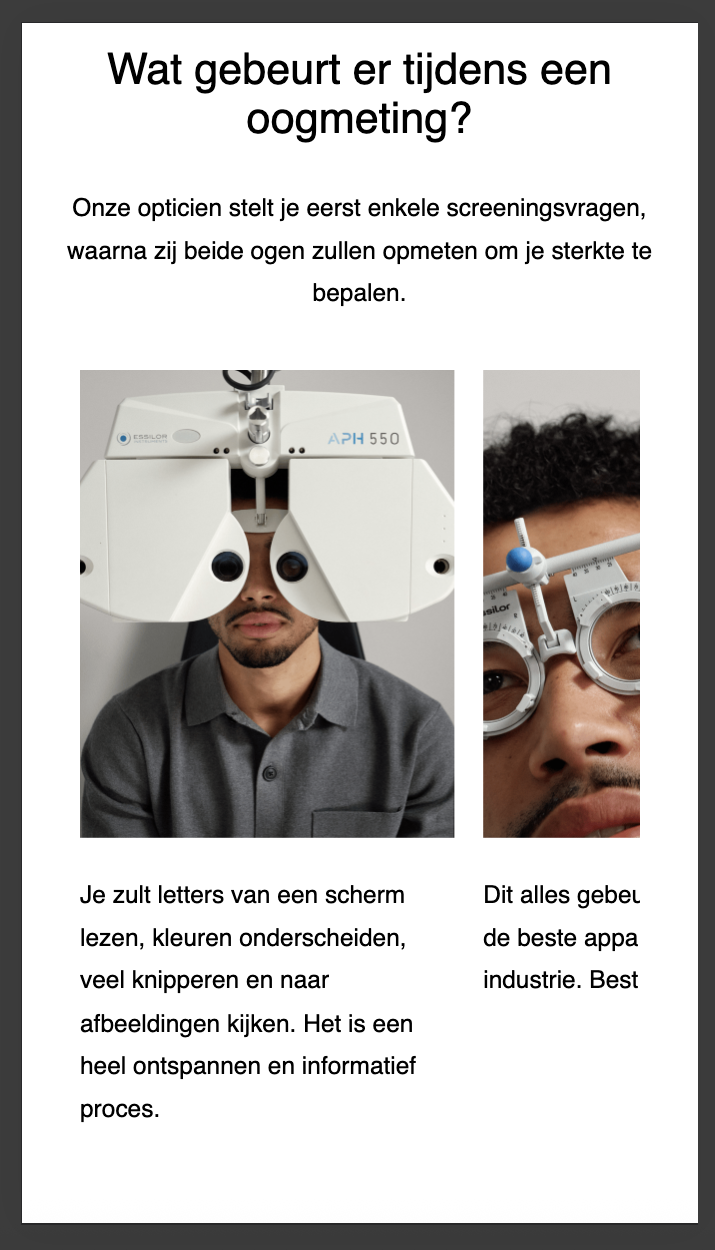 Wat gebeurt er tijdens een
oogmeting?
Onze opticien stelt je eerst enkele screeningsvragen,
waarna zij beide ogen zullen opmeten om je sterkte te
bepalen.
ESSILOR
INSTRUMENTS
APH 550
ssilor
Je zult letters van een scherm
lezen, kleuren onderscheiden,
veel knipperen en naar
afbeeldingen kijken. Het is een
heel ontspannen en informatief
proces.
Dit alles gebeu
de beste appa
industrie. Best